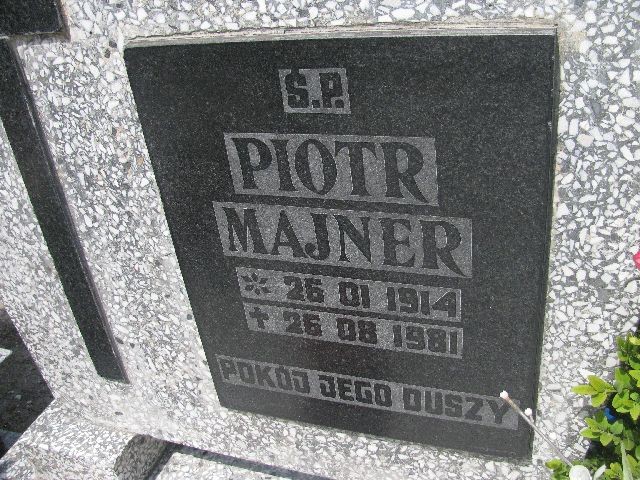 Ś.P.
PIOTR
MAJNER
* 26 01 1914
✝ 26 08 1981
POKÓJ JEGO DUSZY